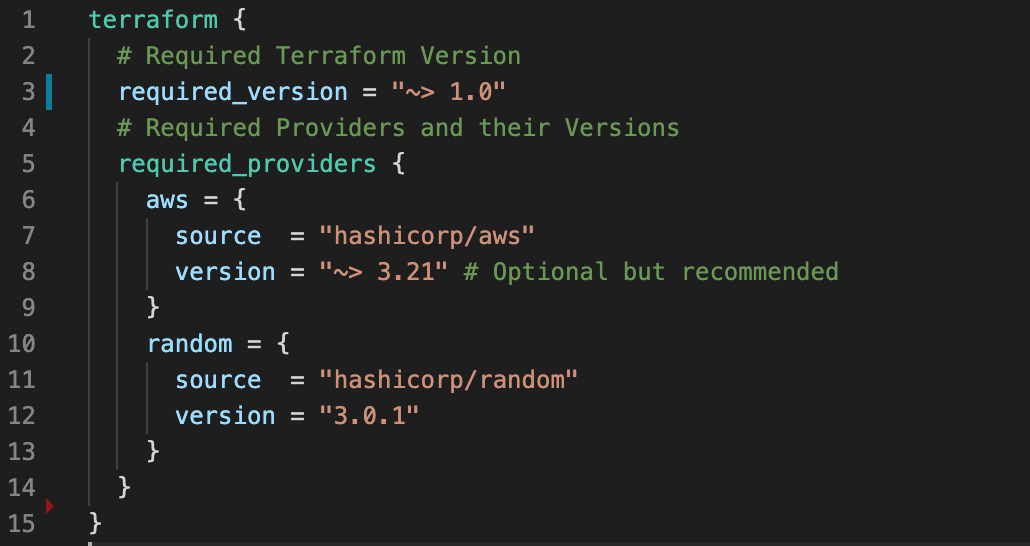 1 terraform {
2 # Required Terraform Version
3 required_version = "~> 1.0"
4 # Required Providers and their Versions
5 required_providers {
6 aws = {
7 source  = "hashicorp/aws"
8 version = "~> 3.21" # Optional but recommended
9 }
10 random = {
11 source  = "hashicorp/random"
12 version = "3.0.1"
13 }
14 }
15 }